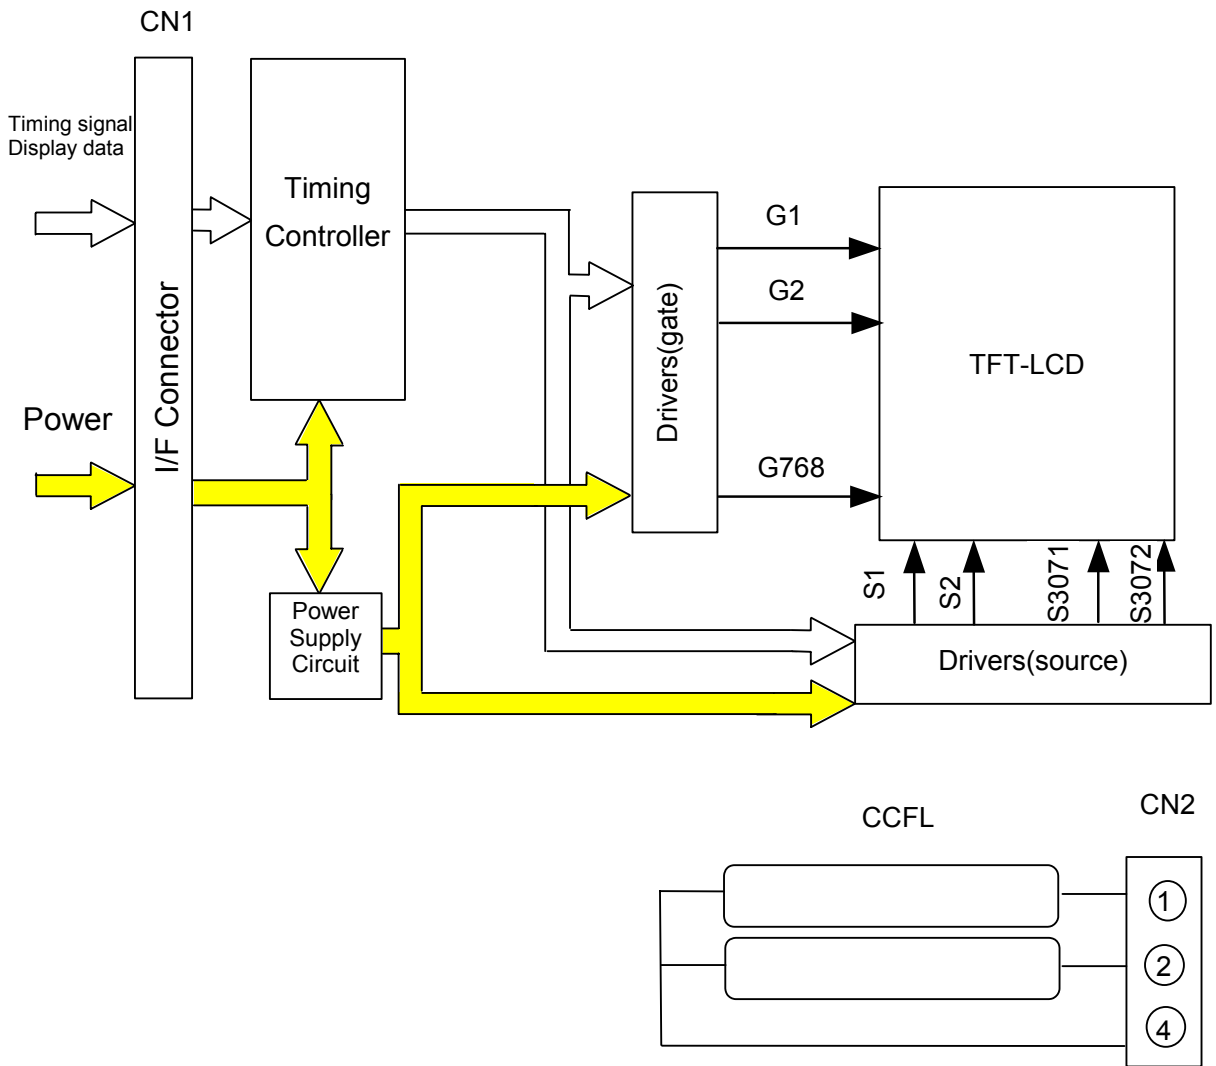 CN1
Timing signal
Display data
I/F Connector
Timing
Controller
Power
Power
Supply
Circuit
Drivers(gate)
G1
G2
G768
TFT-LCD
S1
S2
S3071
S3072
Drivers(source)
CCFL
CN2
1
2
4